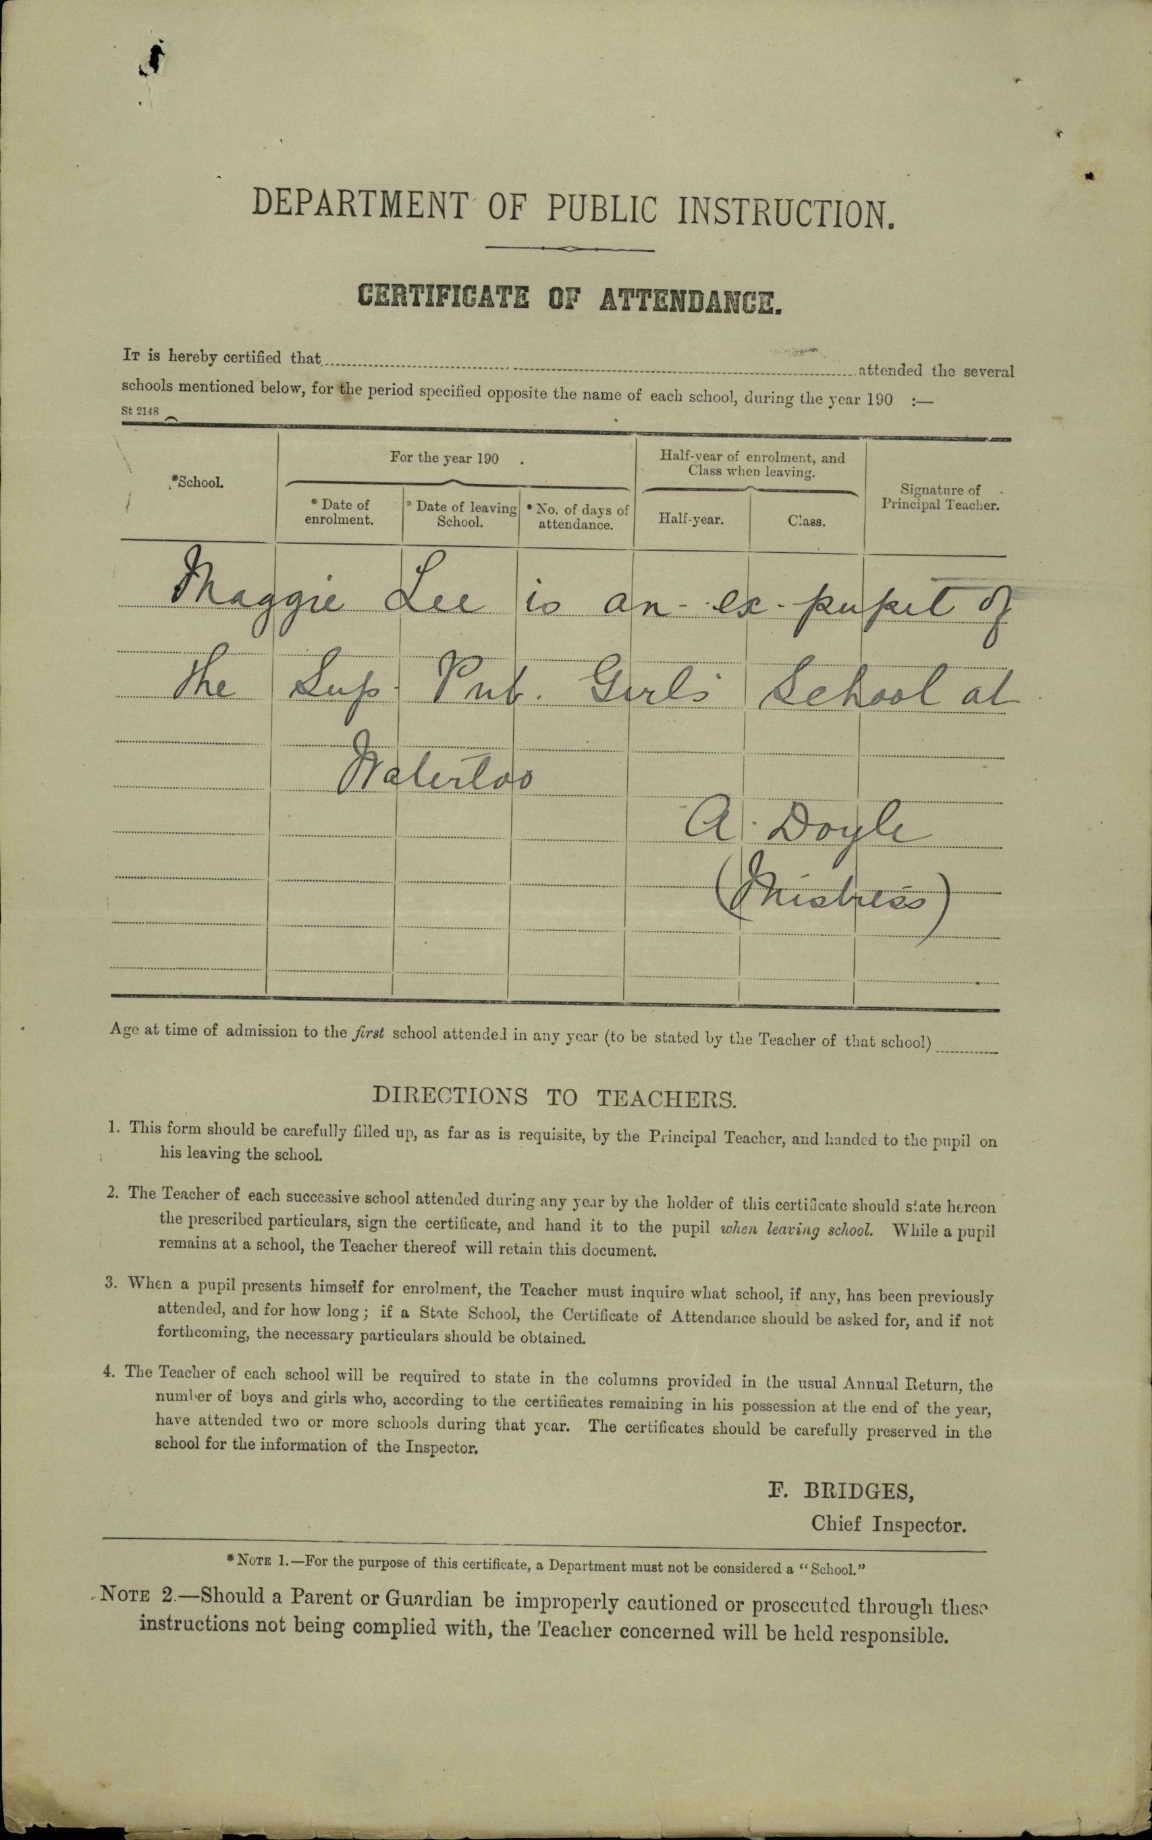 DEPARTMENT OF PUBLIC INSTRUCTION.
CERTIFICATE OF ATTENDANCE.
IT is hereby certified that attended the several
schools mentioned below, for the period specified opposite the name of each school, during the year 190 :—
St 2148
*School.
For the year 190 .
* Date of enrolment.
* Date of leaving School.
* No. of days of attendance.
Half-year of enrolment, and
Class when leaving.
Half-year.
Class.
Signature of
Principal Teacher.
Maggie Lee is an ex-pupil of
the Sup. Pub. Girls' School at
Waterloo
A. Doyle
(Mistress)
Age at time of admission to the first school attended in any year (to be stated by the Teacher of that school)
DIRECTIONS TO TEACHERS.
1. This form should be carefully filled up, as far as is requisite, by the Principal Teacher, and handed to the pupil on
his leaving the school.
2. The Teacher of each successive school attended during any year by the holder of this certificate should state hereon
the prescribed particulars, sign the certificate, and hand it to the pupil when leaving school. While a pupil
remains at a school, the Teacher thereof will retain this document.
3. When a pupil presents himself for enrolment, the Teacher must inquire what school, if any, has been previously
attended, and for how long; if a State School, the Certificate of Attendance should be asked for, and if not
forthcoming, the necessary particulars should be obtained.
4. The Teacher of each school will be required to state in the columns provided in the usual Annual Return, the
number of boys and girls who, according to the certificates remaining in his possession at the end of the year,
have attended two or more schools during that year. The certificates should be carefully preserved in the
school for the information of the Inspector.
F. BRIDGES,
Chief Inspector.
*NOTE 1.—For the purpose of this certificate, a Department must not be considered a "School."
NOTE 2.—Should a Parent or Guardian be improperly cautioned or prosecuted through these
instructions not being complied with, the Teacher concerned will be held responsible.